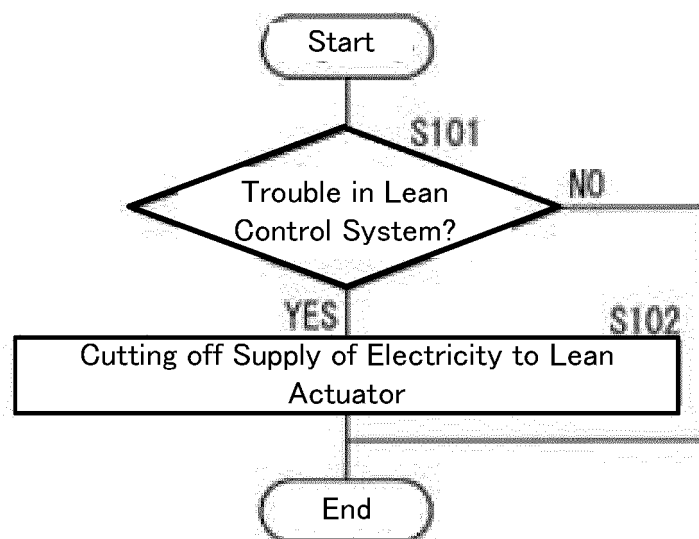 Start
S101
Trouble in Lean
Control System?
NO
YES
S102
Cutting off Supply of Electricity to Lean
Actuator
End